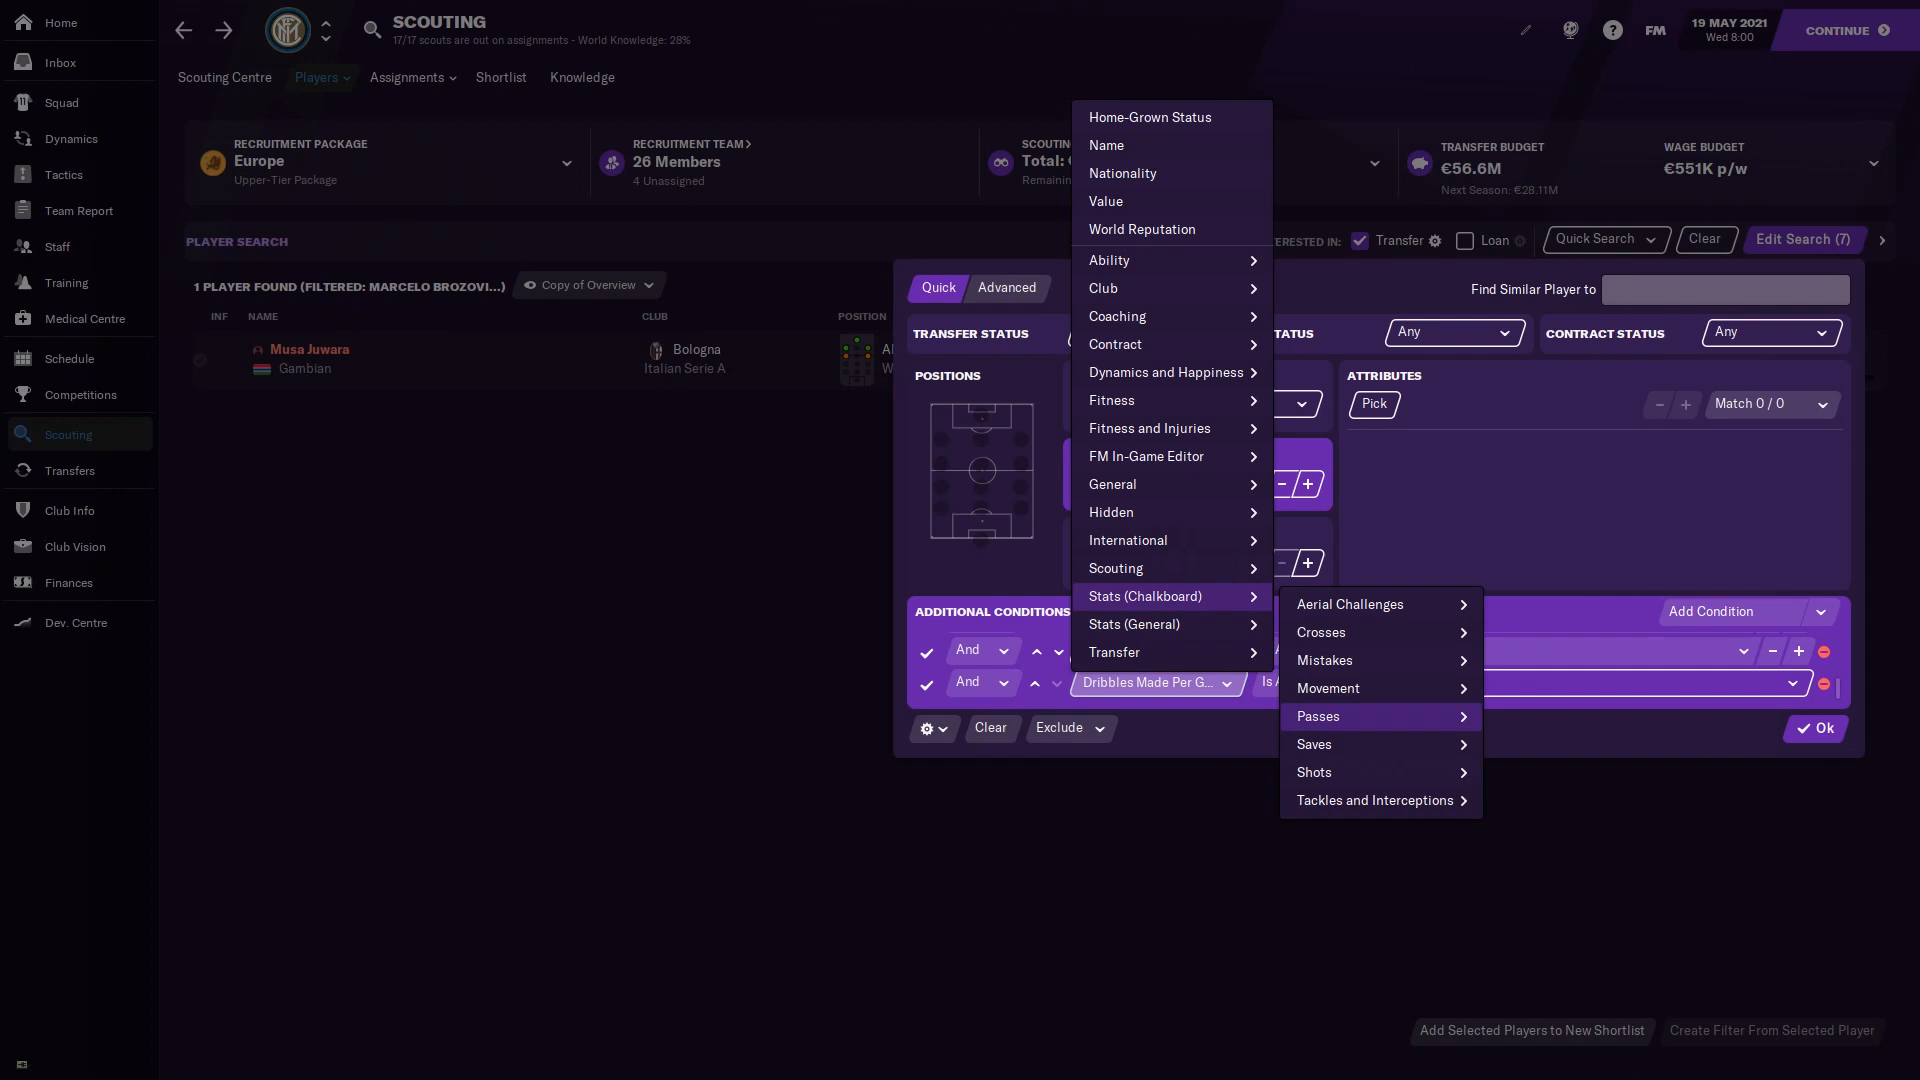 Home
Inbox
Squad
Dynamics
Tactics
Team Report
Staff
Training
Medical Centre
Schedule
Competitions
Scouting
Transfers
Club Info
Club Vision
Finances
Dev. Centre
SCOUTING
17/17 scouts are out on assignments - World Knowledge: 28%
FM
19 MAY 2021
Wed 8:00
CONTINUE
Scouting Centre
Players
Assignments
Shortlist
Knowledge
RECRUITMENT PACKAGE
Europe
Upper-Tier Package
RECRUITMENT TEAM
26 Members
4 Unassigned
SCOUTIN
Total:
Remainin
TRANSFER BUDGET
€56.6M
Next Season: €28.11M
WAGE BUDGET
€551K p/w
PLAYER SEARCH
TERESTED IN:
Transfer
Loan
Quick Search
Clear
Edit Search (7)
1 PLAYER FOUND (FILTERED: MARCELO BROZOVI...)
Copy of Overview
INF
NAME
CLUB
POSITION
Musa Juwara
Gambian
Bologna
Italian Serie A
Quick
Advanced
Find Similar Player to
TRANSFER STATUS
TATUS
Any
CONTRACT STATUS
Any
POSITIONS
ATTRIBUTES
Pick
Match 0 / 0
ADDITIONAL CONDITIONS
Add Condition
And
And
Dribbles Made Per G...
Is A
Clear
Exclude
Ok
Home-Grown Status
Name
Nationality
Value
World Reputation
Ability
Club
Coaching
Contract
Dynamics and Happiness
Fitness
Fitness and Injuries
FM In-Game Editor
General
Hidden
International
Scouting
Stats (Chalkboard)
Stats (General)
Transfer
Aerial Challenges
Crosses
Mistakes
Movement
Passes
Saves
Shots
Tackles and Interceptions
Add Selected Players to New Shortlist
Create Filter From Selected Player